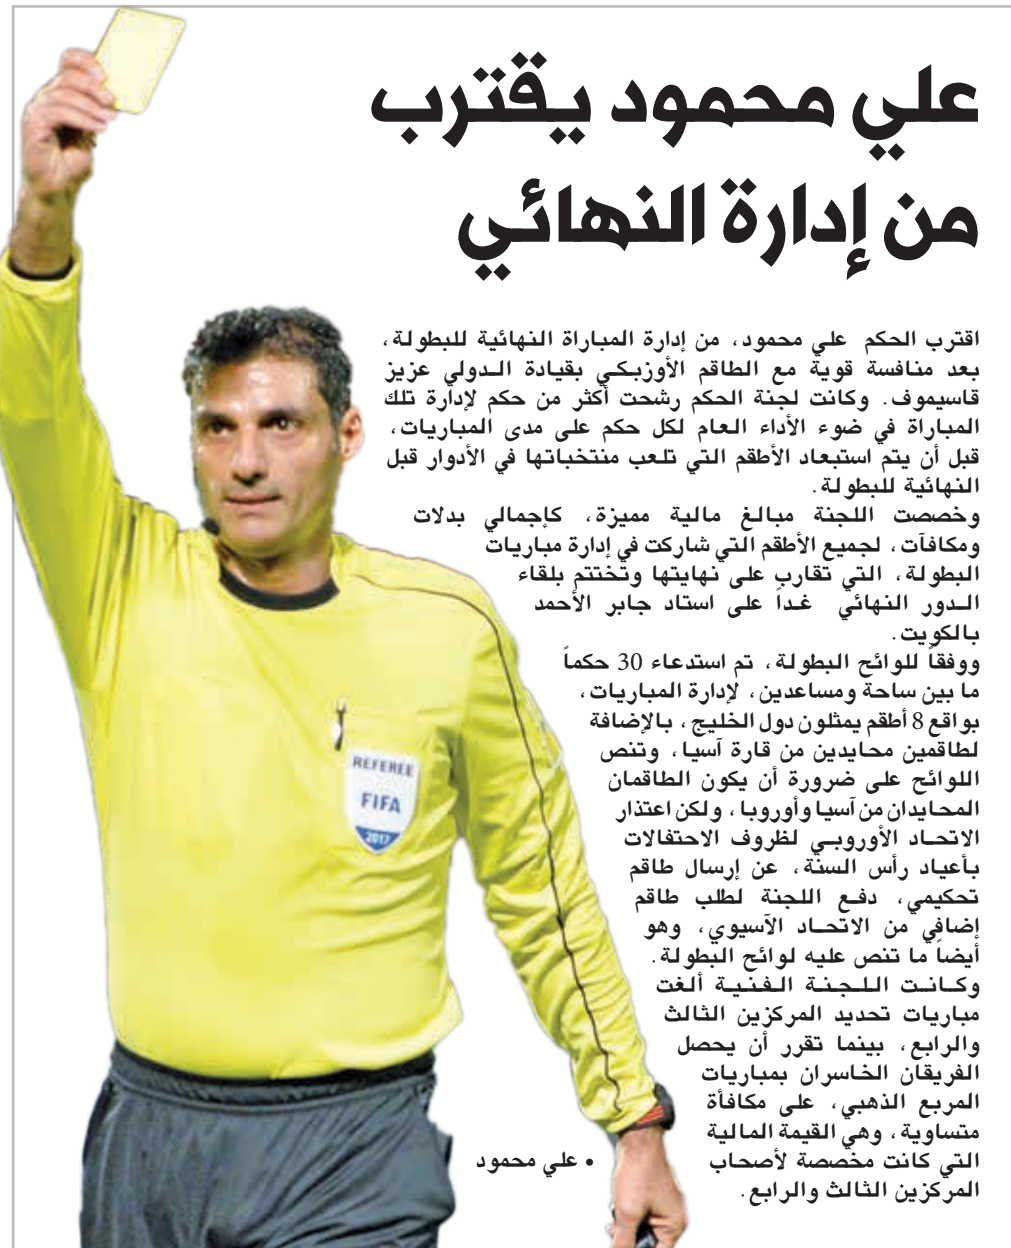 علي محمود يقترب
من إدارة النهائي
اقترب الحكم علي محمود، من إدارة المباراة النهائية للبطولة،
بعد منافسة قوية مع الطاقم الأوزبكي بقيادة الدولي عزيز
قاسيموف. وكانت لجنة الحكم رشحت أكثر من حكم لإدارة تلك
المباراة في ضوء الأداء العام لكل حكم على مدى المباريات،
قبل أن يتم استبعاد الأطقم التي تلعب منتخباتها في الأدوار قبل
النهائية للبطولة.
وخصصت اللجنة مبالغ مالية مميزة، كإجمالي بدلات
ومكافآت، لجميع الأطقم التي شاركت في إدارة مباريات
البطولة، التي تقارب على نهايتها وتختتم بلقاء
الدور النهائي غداً على استاد جابر الأحمد
بالكويت.
ووفقاً للوائح البطولة، تم استدعاء 30 حكماً
ما بين ساحة ومساعدين، لإدارة المباريات،
بواقع 8 أطقم يمثلون دول الخليج، بالإضافة
لطاقمين محايدين من قارة آسيا، وتنص
اللوائح على ضرورة أن يكون الطاقمان
المحايدان من آسيا وأوروبا، ولكن اعتذار
الاتحاد الأوروبي لظروف الاحتفالات
بأعياد رأس السنة، عن إرسال طاقم
تحكيمي، دفع اللجنة لطلب طاقم
إضافي من الاتحاد الآسيوي، وهو
أيضاً ما تنص عليه لوائح البطولة.
وكانت اللجنة الفنية ألغت
مباريات تحديد المركزين الثالث
والرابع، بينما تقرر أن يحصل
الفريقان الخاسران بمباريات
المربع الذهبي، على مكافأة
متساوية، وهي القيمة المالية
التي كانت مخصصة لأصحاب
المركزين الثالث والرابع.
• علي محمود
REFEREE
FIFA
2017